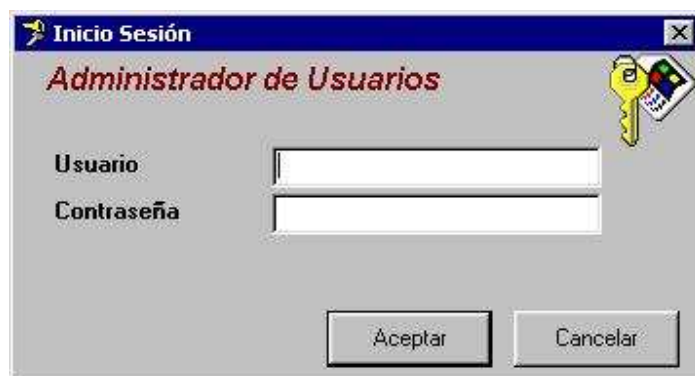 Inicio Sesión
Administrador de Usuarios
Usuario
Contraseña
Aceptar Cancelar